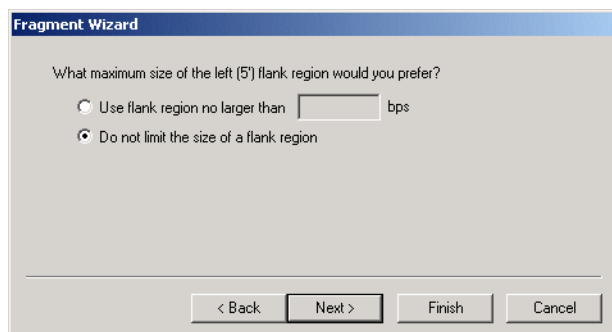 Fragment Wizard
What maximum size of the left (5') flank region would you prefer?
Use flank region no larger than bps
Do not limit the size of a flank region
< Back Next > Finish Cancel